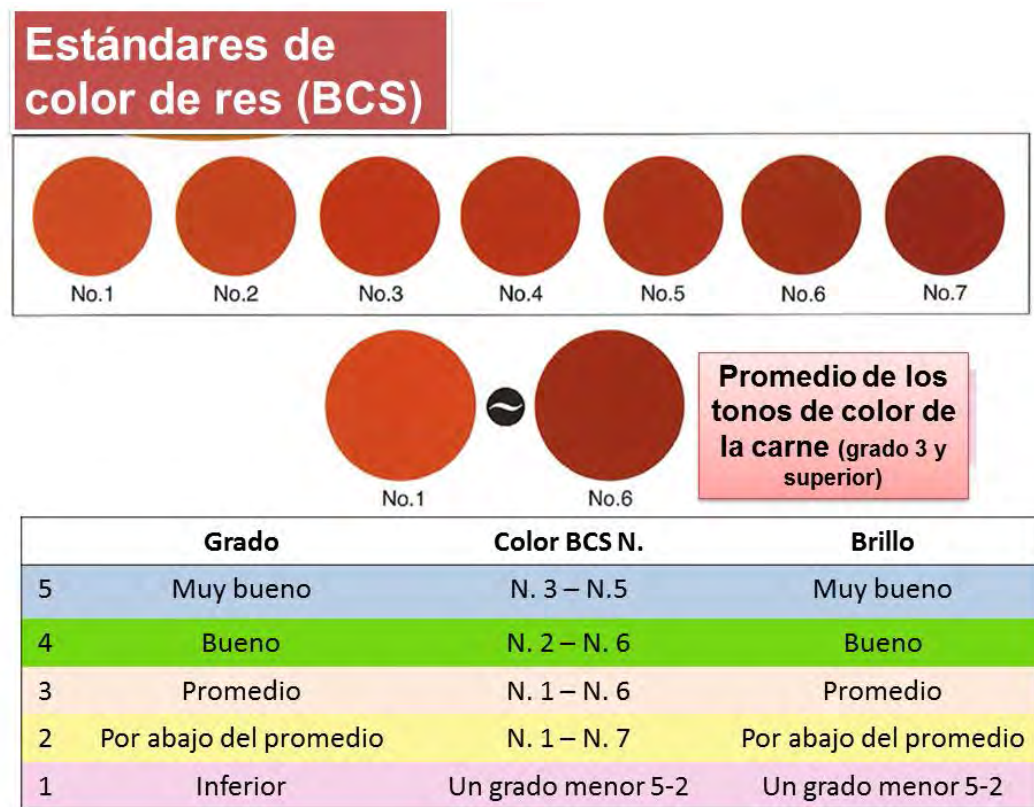 Estándares de
color de res (BCS)
No.1 No.2 No.3 No.4 No.5 No.6 No.7
No.1 No.6
Promedio de los
tonos de color de
la carne (grado 3 y
superior)
Grado Color BCS N. Brillo
5 Muy bueno N. 3 – N.5 Muy bueno
4 Bueno N. 2 – N. 6 Bueno
3 Promedio N. 1 – N. 6 Promedio
2 Por abajo del promedio N. 1 – N. 7 Por abajo del promedio
1 Inferior Un grado menor 5-2 Un grado menor 5-2